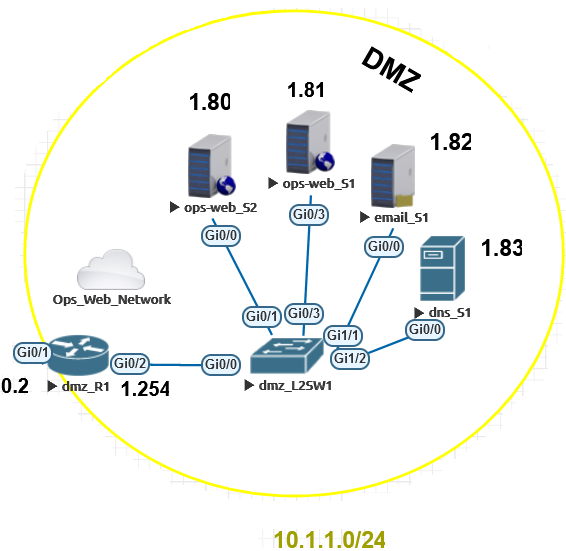 DMZ
1.81
1.80
1.82
ops-web_S1
ops-web_S2
Gi0/3
email_S1
Gi0/0
Gi0/0
1.83
Ops_Web_Network
dns_S1
Gi0/1
Gi0/3
Gi1/1
Gi0/0
Gi0/1
Gi0/2
Gi0/0
Gi1/2
0.2
dmz_R1
1.254
dmz_L2SW1
10.1.1.0/24